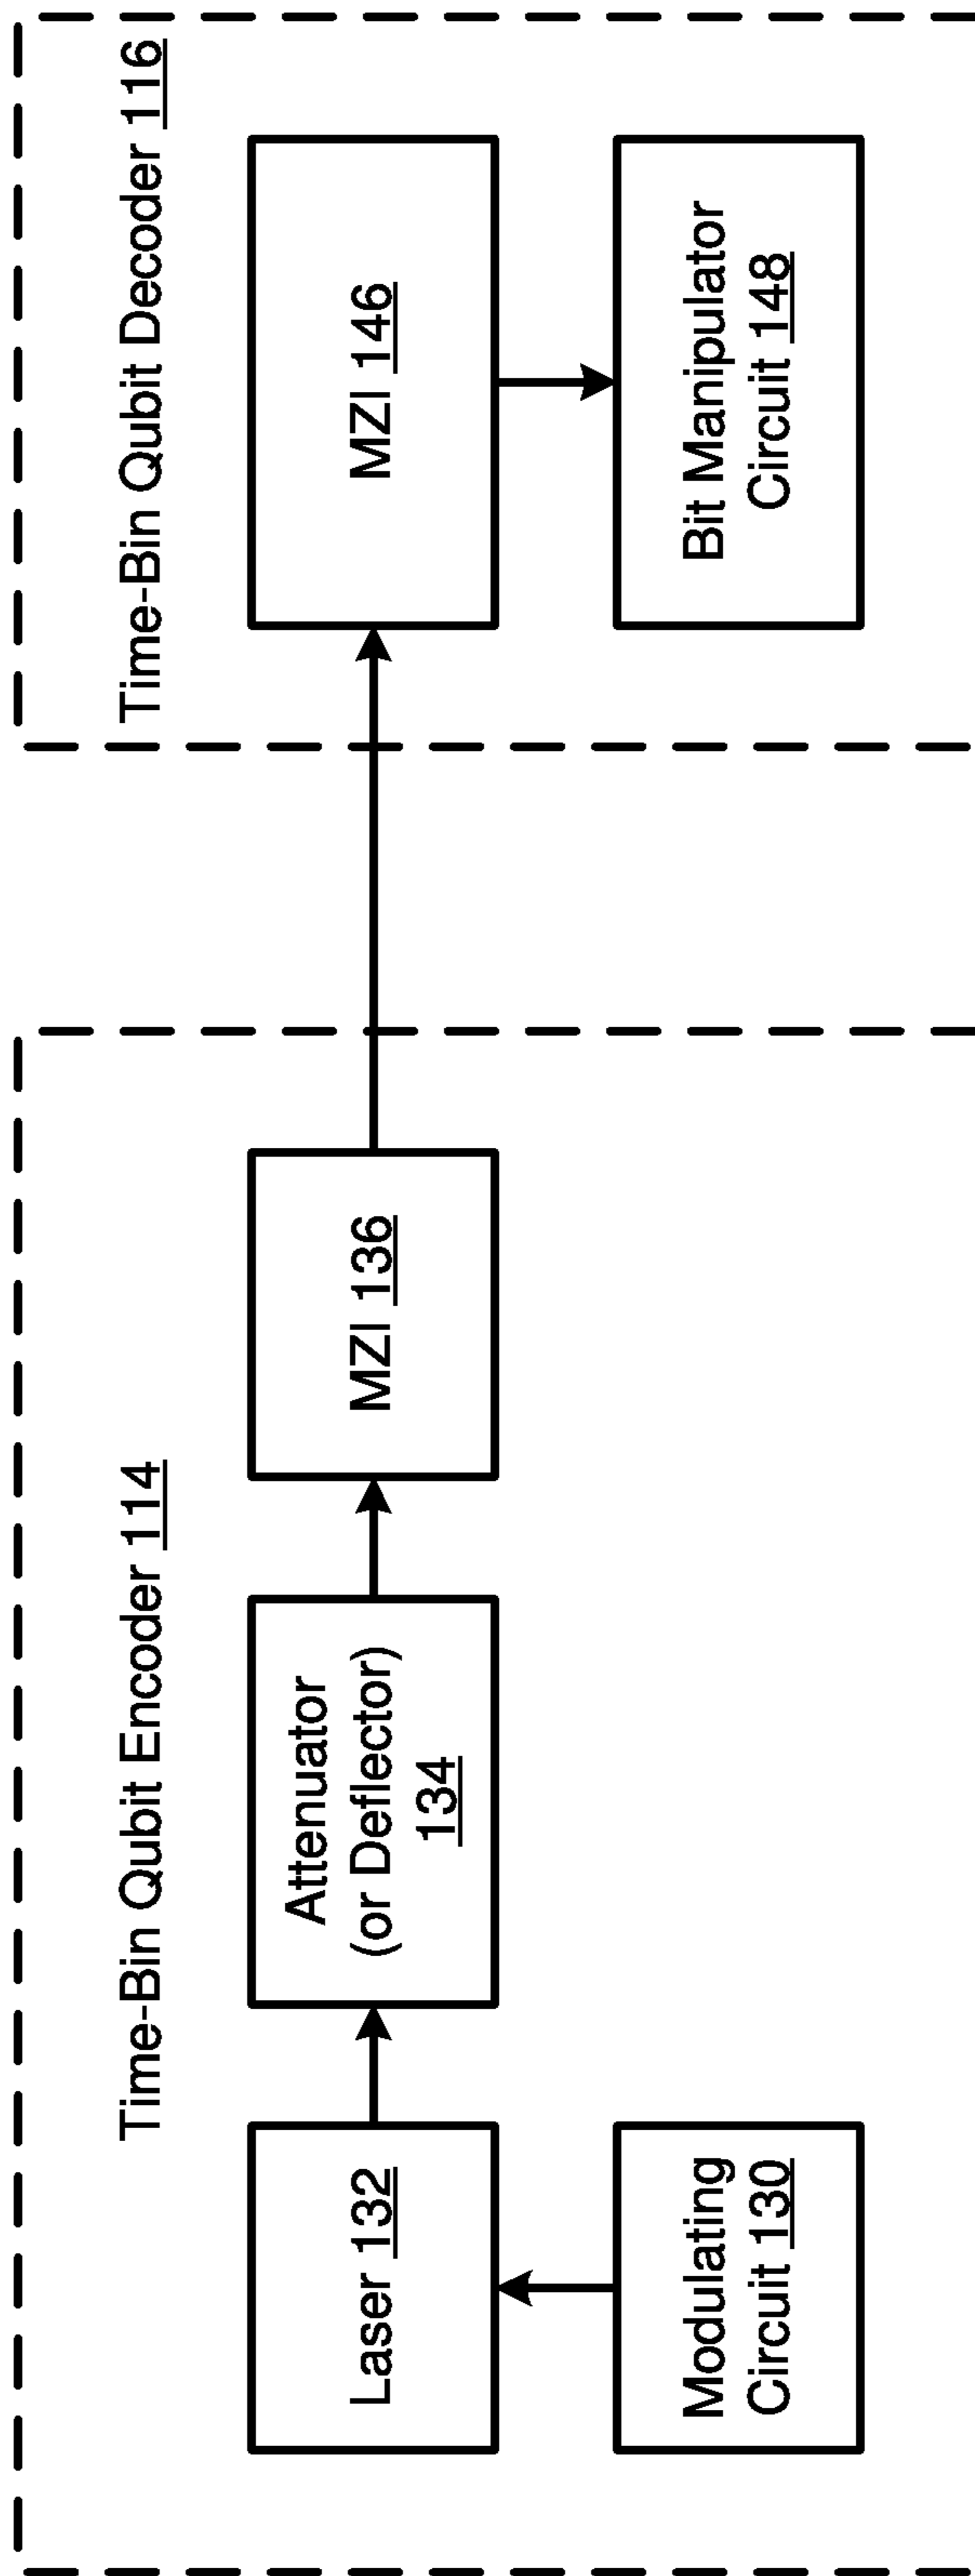 Time-Bin Qubit Encoder 114
Laser 132
Attenuator
(or Deflector)
134
MZI 136
Modulating
Circuit 130
Time-Bin Qubit Decoder 116
MZI 146
Bit Manipulator
Circuit 148